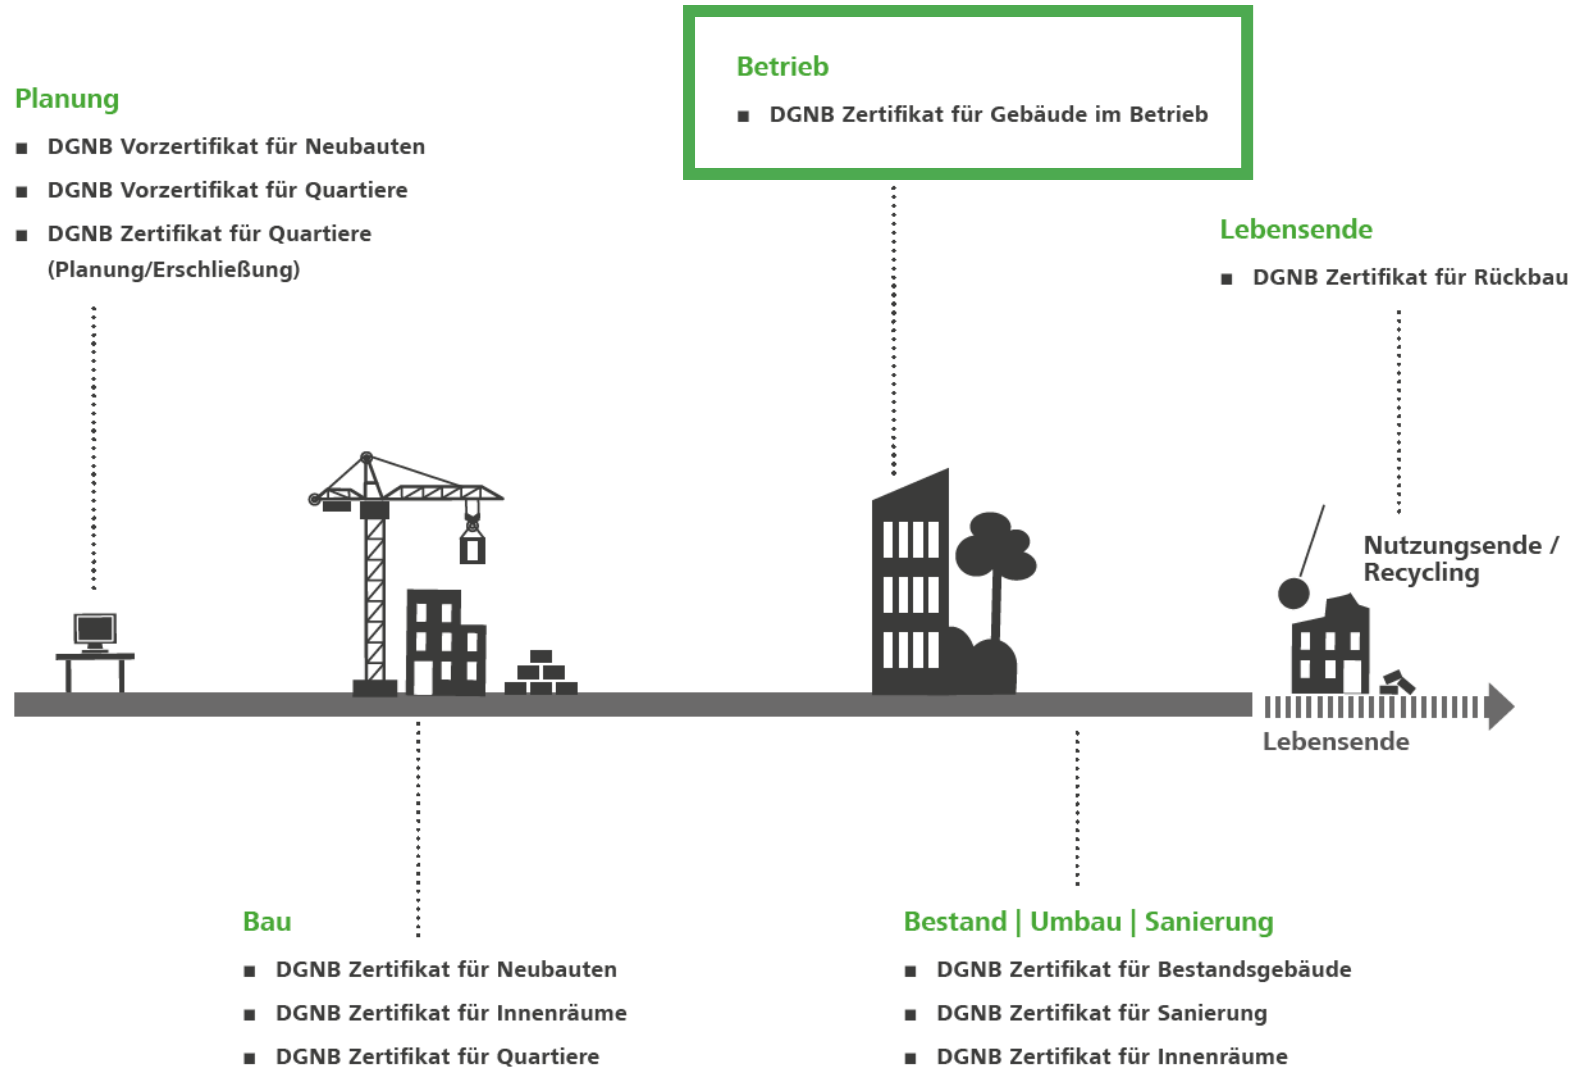 Planung
▪ DGNB Vorzertifikat für Neubauten
▪ DGNB Vorzertifikat für Quartiere
▪ DGNB Zertifikat für Quartiere
(Planung/Erschließung)
Betrieb
▪ DGNB Zertifikat für Gebäude im Betrieb
Lebensende
▪ DGNB Zertifikat für Rückbau
Nutzungsende /
Recycling
Lebensende
Bau
▪ DGNB Zertifikat für Neubauten
▪ DGNB Zertifikat für Innenräume
▪ DGNB Zertifikat für Quartiere
Bestand | Umbau | Sanierung
▪ DGNB Zertifikat für Bestandsgebäude
▪ DGNB Zertifikat für Sanierung
▪ DGNB Zertifikat für Innenräume